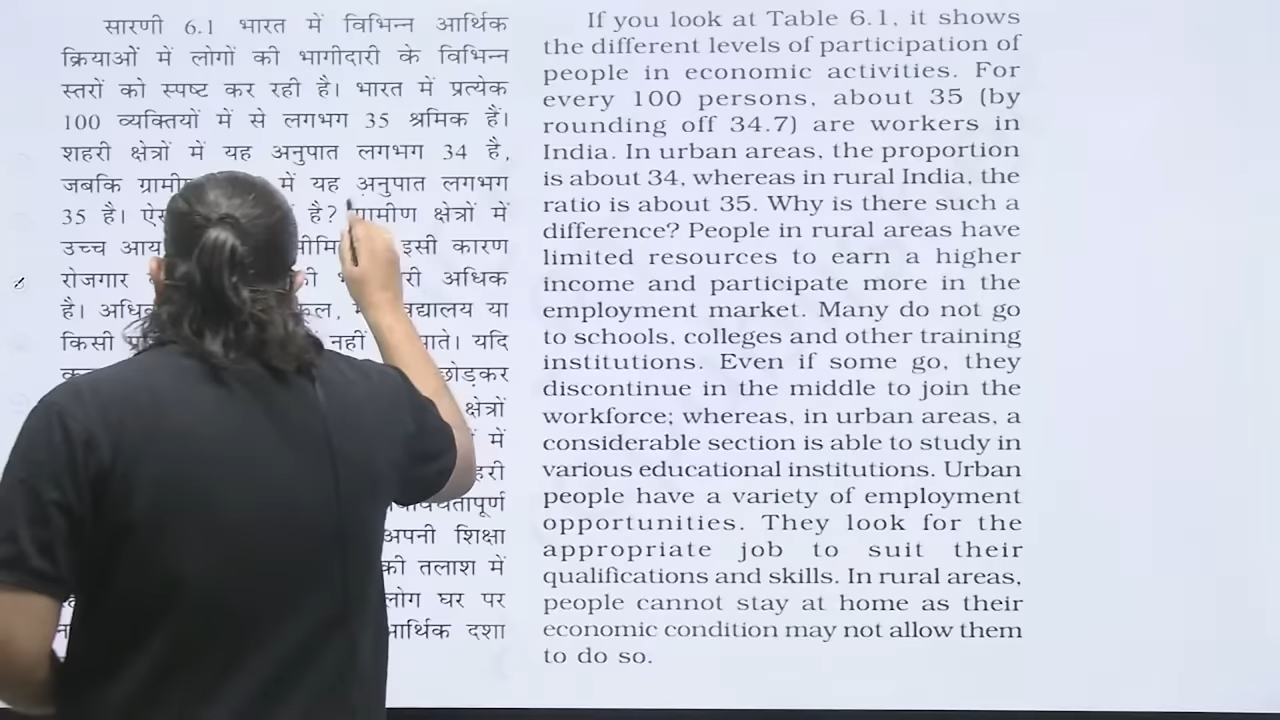 सारणी 6.1 भारत में विभिन्न आर्थिक
क्रियाओं में लोगों की भागीदारी के विभिन्न
स्तरों को स्पष्ट कर रही है। भारत में प्रत्येक
100 व्यक्तियों में से लगभग 35 श्रमिक हैं।
शहरी क्षेत्रों में यह अनुपात लगभग 34 है,
जबकि में यह अनुपात लगभग
35 है। है? ग्रामीण क्षेत्रों में
उच्च आय इसी कारण
रोजगार अधिक
है। या
किसी नहीं यदि
छोड़कर
क्षेत्रों
में
अपनी शिक्षा
की तलाश में
लोग घर पर
आर्थिक दशा
If you look at Table 6.1, it shows
the different levels of participation of
people in economic activities. For
every 100 persons, about 35 (by
rounding off 34.7) are workers in
India. In urban areas, the proportion
is about 34, whereas in rural India, the
ratio is about 35. Why is there such a
difference? People in rural areas have
limited resources to earn a higher
income and participate more in the
employment market. Many do not go
to schools, colleges and other training
institutions. Even if some go, they
discontinue in the middle to join the
workforce; whereas, in urban areas, a
considerable section is able to study in
various educational institutions. Urban
people have a variety of employment
opportunities. They look for the
appropriate job to suit their
qualifications and skills. In rural areas,
people cannot stay at home as their
economic condition may not allow them
to do so.